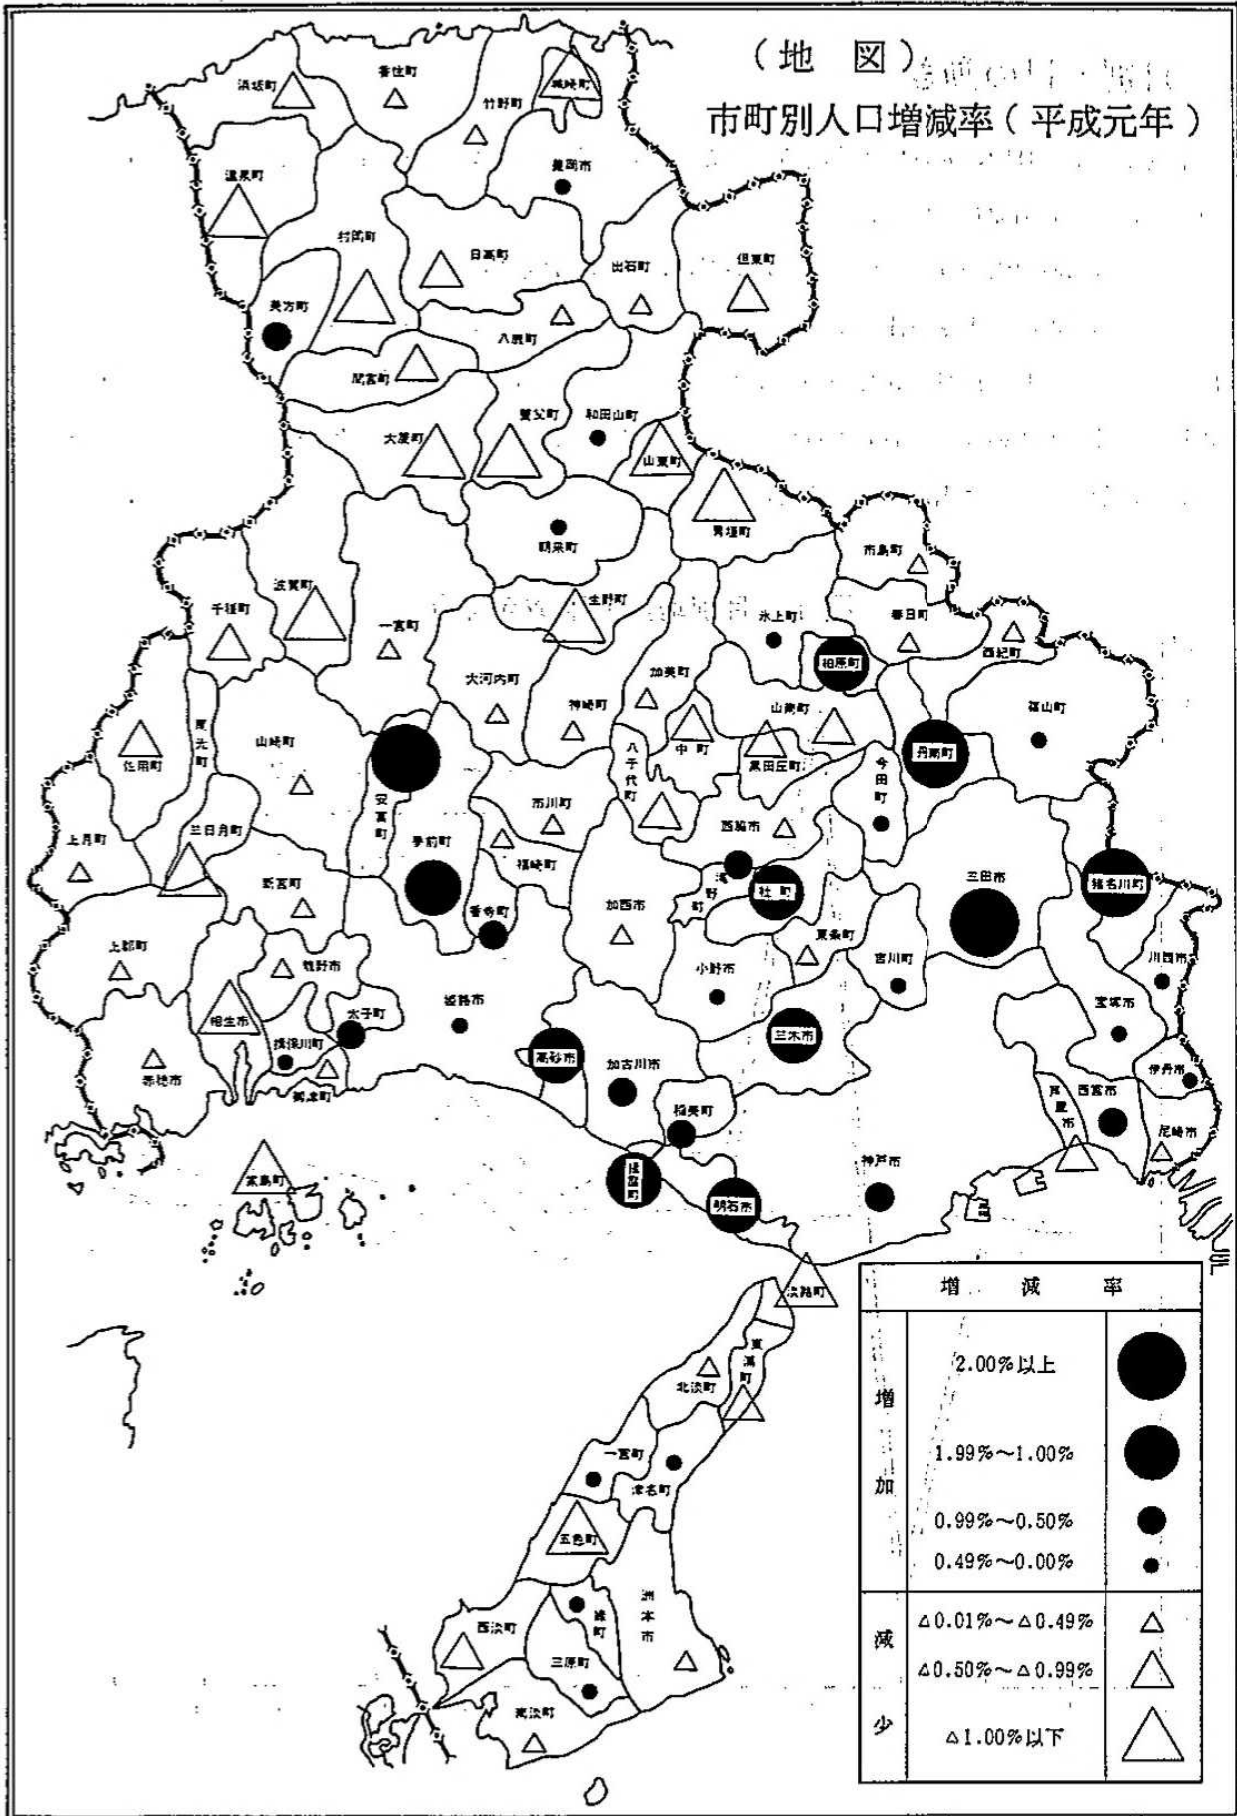 （地　図）
市町別人口増減率（平成元年）
浜坂町
香住町
竹野町
城崎町
温泉町
豊岡市
村岡町
日高町
出石町
但東町
美方町
八鹿町
関宮町
大屋町
養父町
和田山町
山東町
青垣町
朝来町
市島町
波賀町
千種町
一宮町
生野町
氷上町
春日町
柏原町
西紀町
大河内町
加美町
神崎町
山南町
篠山町
南光町
山崎町
佐用町
中町
黒田庄町
丹南町
八千代町
今田町
安富町
市川町
三日月町
上月町
夢前町
西脇市
福崎町
三田市
猪名川町
新宮町
滝野町
社町
香寺町
加西市
東条町
吉川町
上郡町
竜野市
小野市
川西市
姫路市
太子町
相生市
宝塚市
三木市
揖保川町
高砂市
加古川市
赤穂市
伊丹市
御津町
稲美町
芦屋市
西宮市
尼崎市
家島町
播磨町
神戸市
明石市
淡路町
東浦町
北淡町
一宮町
津名町
五色町
洲本市
緑町
西淡町
三原町
南淡町
増　減　率
増加
2.00%以上
1.99%～1.00%
0.99%～0.50%
0.49%～0.00%
減少
△0.01%～△0.49%
△0.50%～△0.99%
△1.00%以下